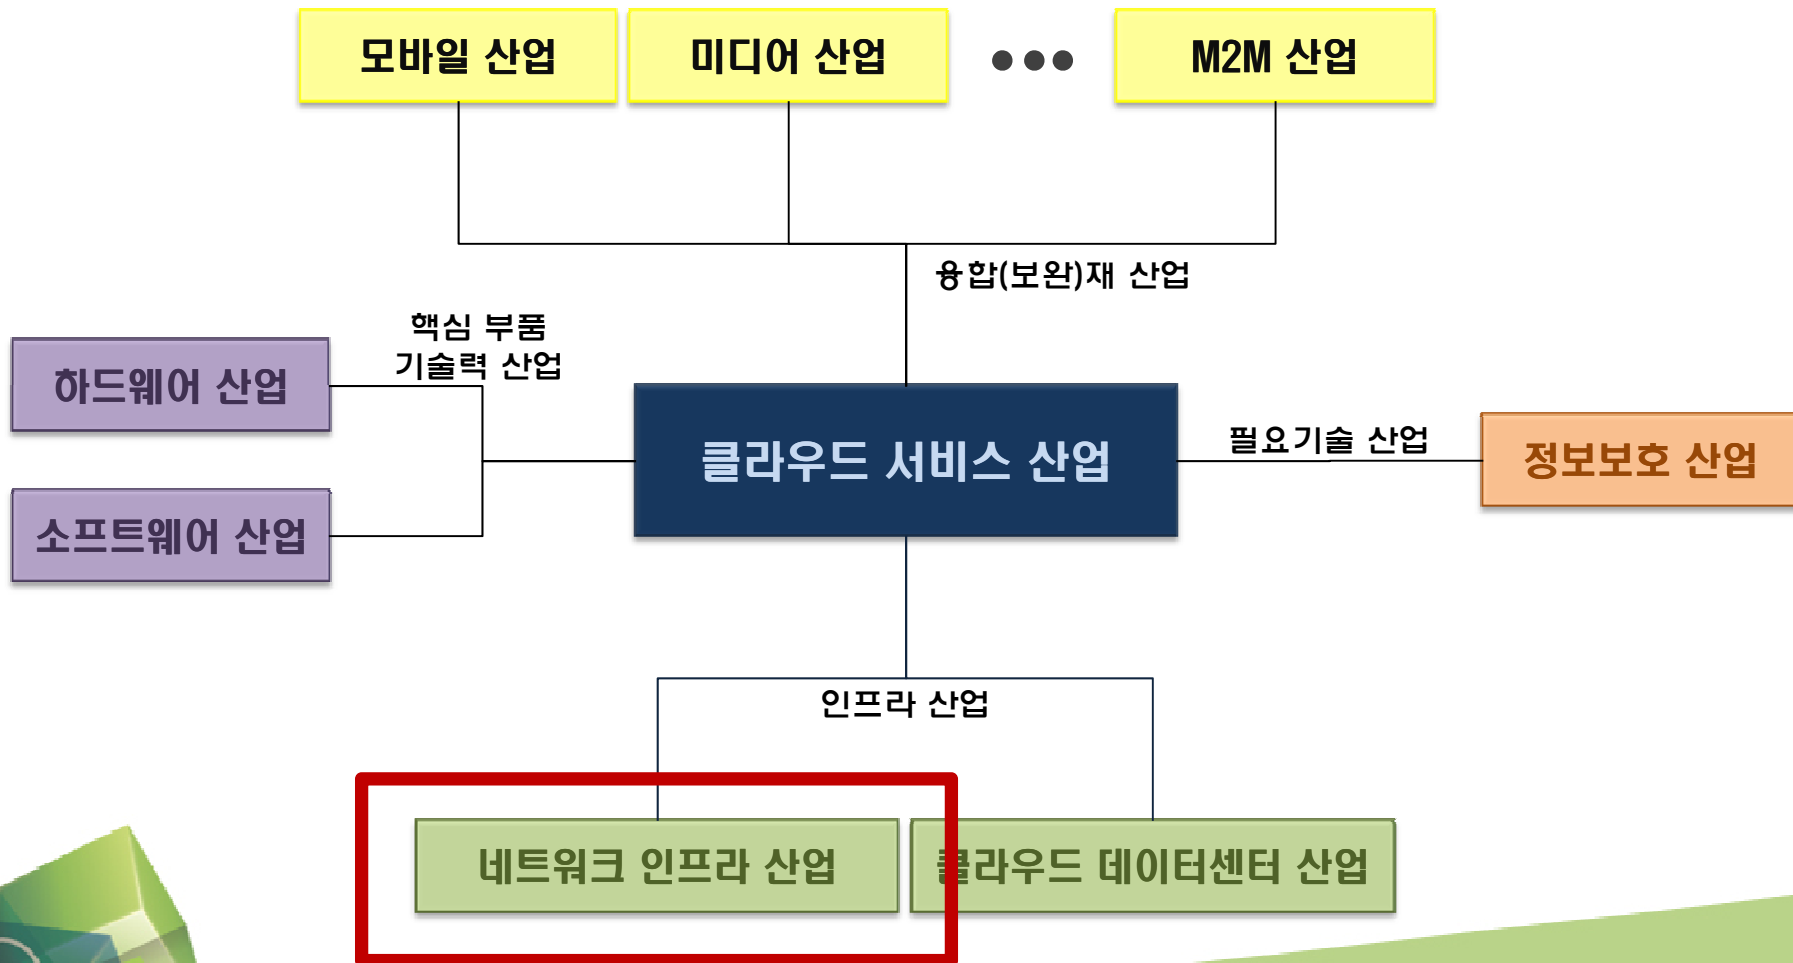 모바일 산업
미디어 산업
M2M 산업
융합(보완)재 산업
핵심 부품
기술력 산업
하드웨어 산업
소프트웨어 산업
클라우드 서비스 산업
필요기술 산업
정보보호 산업
인프라 산업
네트워크 인프라 산업
클라우드 데이터센터 산업